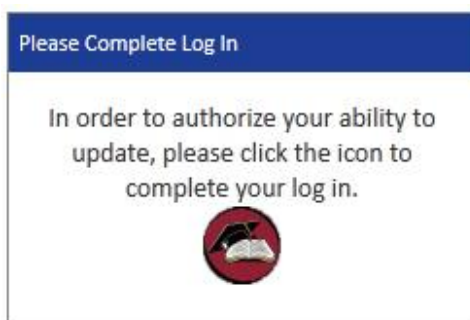 Please Complete Log In
In order to authorize your ability to
update, please click the icon to
complete your log in.